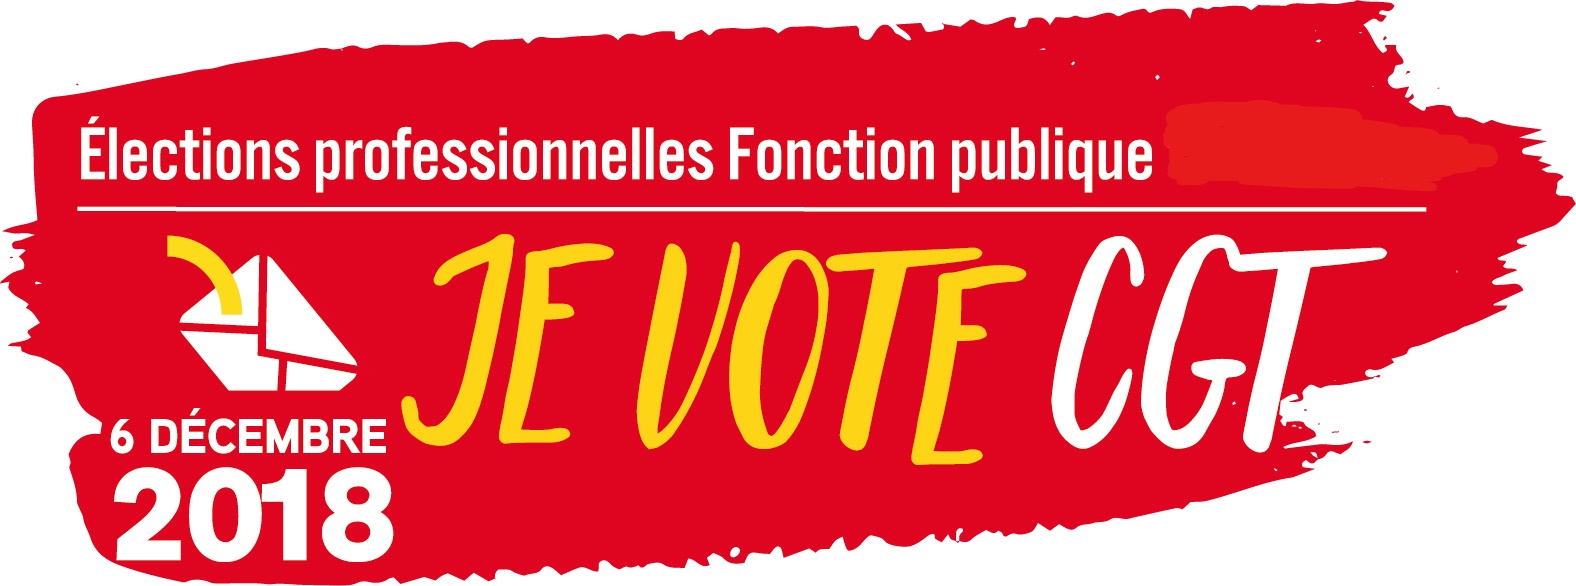 Élections professionnelles Fonction publique
JE VOTE CGT
6 DÉCEMBRE
2018